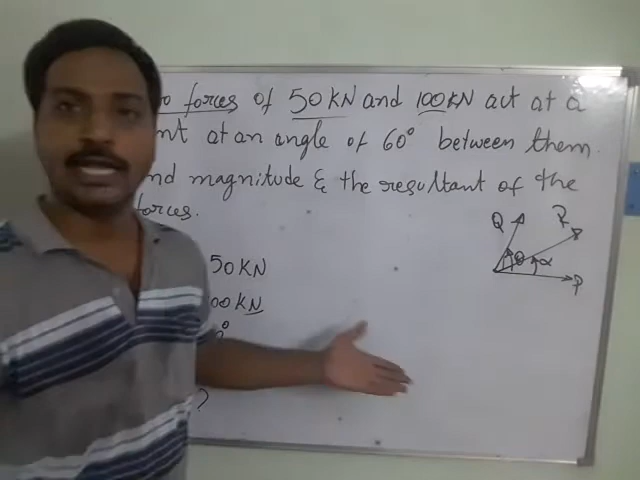 forces of 50 KN and 100 KN act at a
at an angle of 60° between them.
magnitude & the resultant of the
forces.
Q R
50 KN θ α
P
00 KN
0°
?